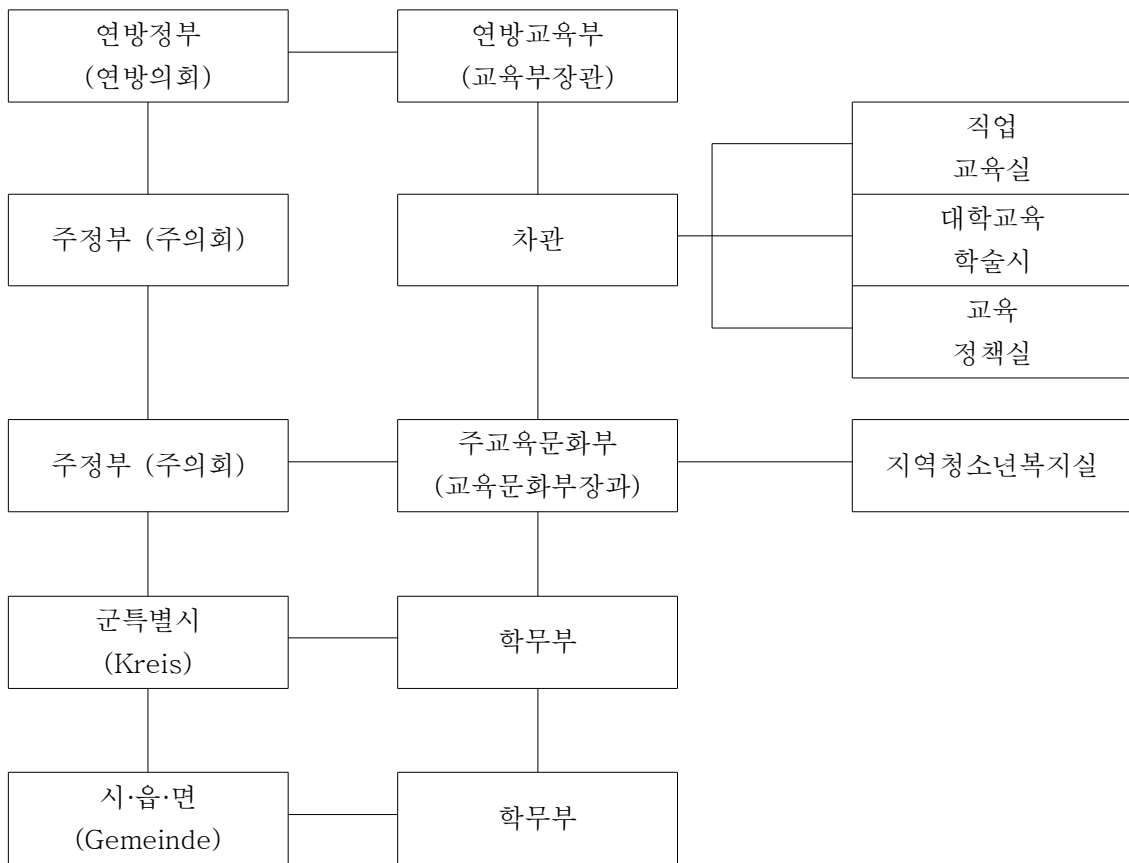 연방정부
(연방의회)
연방교육부
(교육부장관)
직업
교육실
주정부 (주의회)
차관
대학교육
학술시
교육
정책실
주정부 (주의회)
주교육문화부
(교육문화부장과)
지역청소년복지실
군특별시
(Kreis)
학무부
시·읍·면
(Gemeinde)
학무부